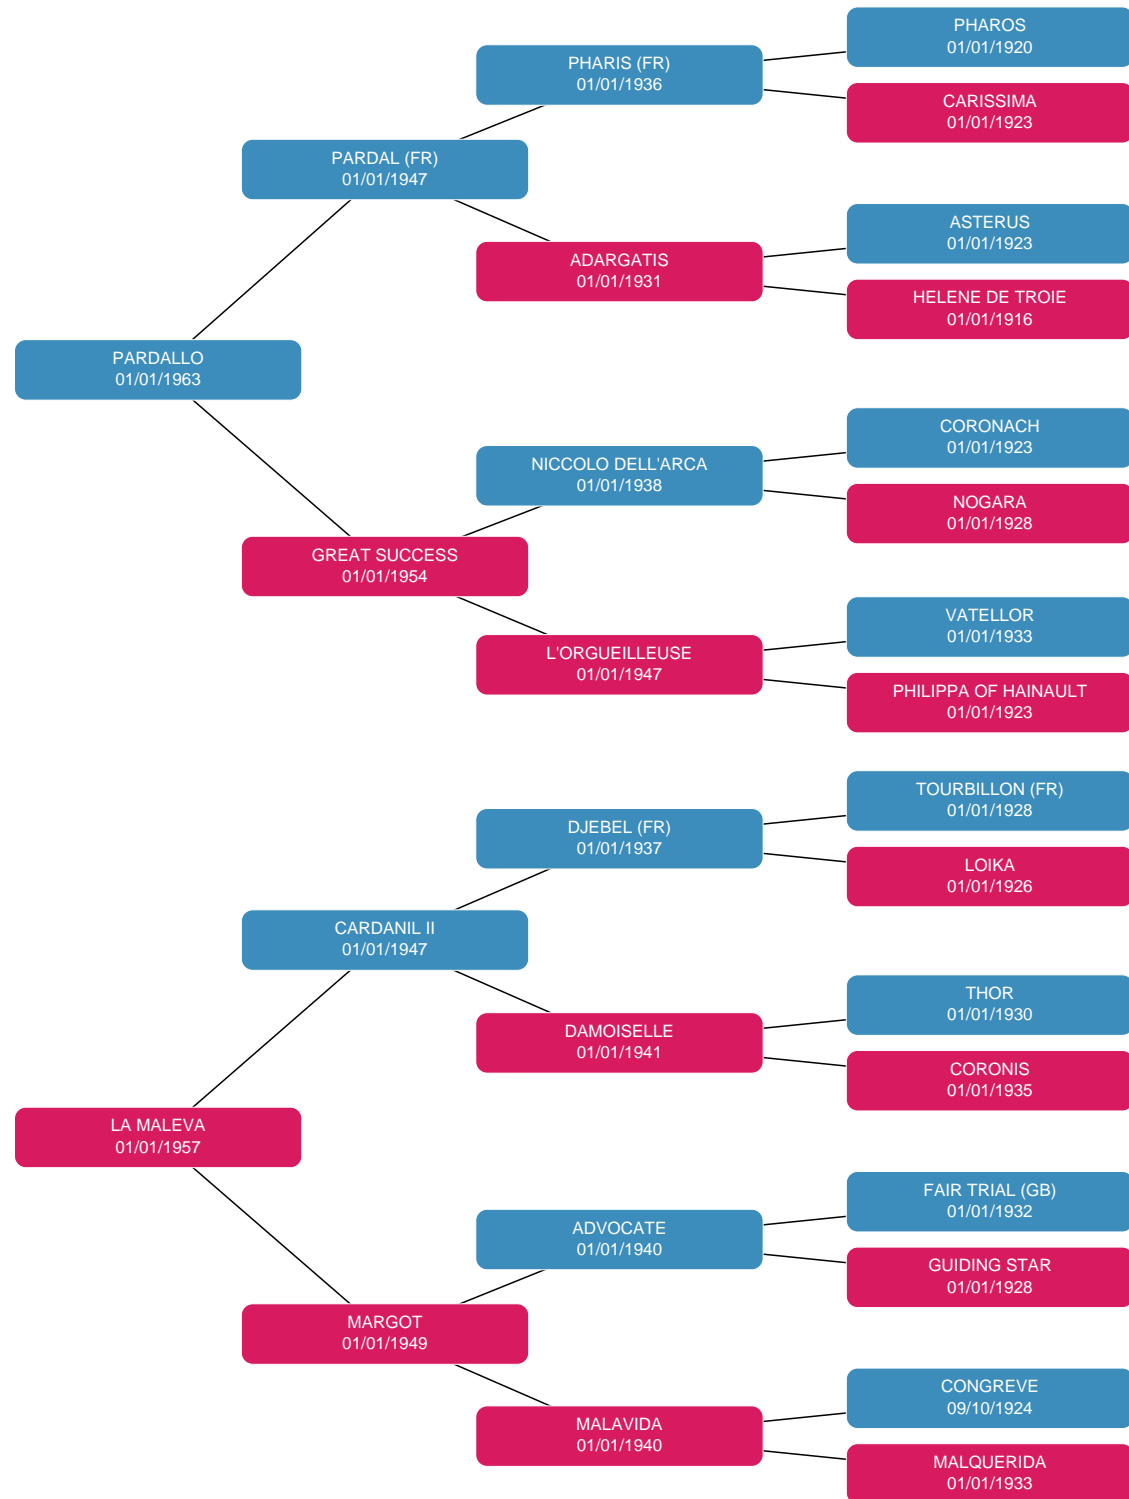 PHAROS
01/01/1920
PHARIS (FR)
01/01/1936
CARISSIMA
01/01/1923
PARDAL (FR)
01/01/1947
ASTERUS
01/01/1923
ADARGATIS
01/01/1931
HELENE DE TROIE
01/01/1916
PARDALLO
01/01/1963
CORONACH
01/01/1923
NICCOLO DELL'ARCA
01/01/1938
NOGARA
01/01/1928
GREAT SUCCESS
01/01/1954
VATELLOR
01/01/1933
L'ORGUEILLEUSE
01/01/1947
PHILIPPA OF HAINAULT
01/01/1923
TOURBILLON (FR)
01/01/1928
DJEBEL (FR)
01/01/1937
LOIKA
01/01/1926
CARDANIL II
01/01/1947
THOR
01/01/1930
DAMOISELLE
01/01/1941
CORONIS
01/01/1935
LA MALEVA
01/01/1957
FAIR TRIAL (GB)
01/01/1932
ADVOCATE
01/01/1940
GUIDING STAR
01/01/1928
MARGOT
01/01/1949
CONGREVE
09/10/1924
MALAVIDA
01/01/1940
MALQUERIDA
01/01/1933